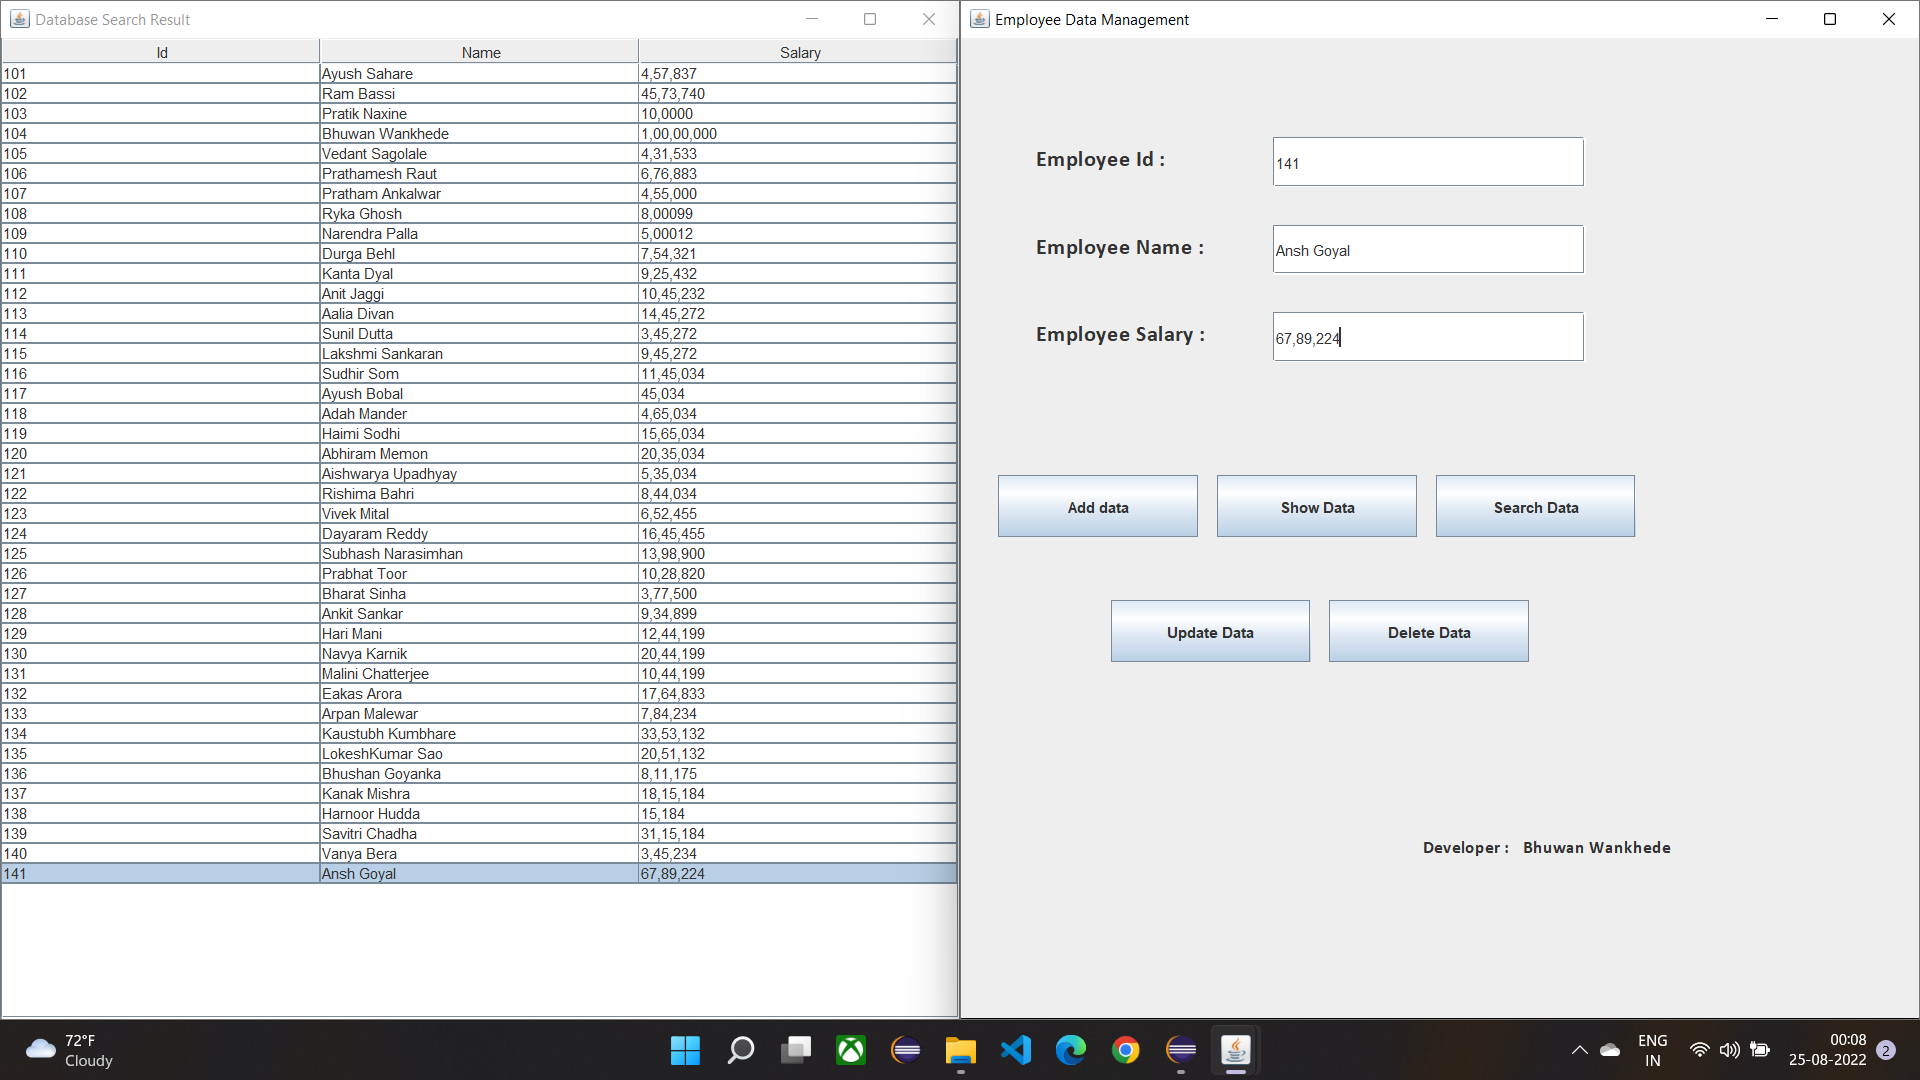 Database Search Result
Id Name Salary
101 Ayush Sahare 4,57,837
102 Ram Bassi 45,73,740
103 Pratik Naxine 10,0000
104 Bhuwan Wankhede 1,00,00,000
105 Vedant Sagolale 4,31,533
106 Prathamesh Raut 6,76,883
107 Pratham Ankalwar 4,55,000
108 Ryka Ghosh 8,00099
109 Narendra Palla 5,00012
110 Durga Behl 7,54,321
111 Kanta Dyal 9,25,432
112 Anit Jaggi 10,45,232
113 Aalia Divan 14,45,272
114 Sunil Dutta 3,45,272
115 Lakshmi Sankaran 9,45,272
116 Sudhir Som 11,45,034
117 Ayush Bobal 45,034
118 Adah Mander 4,65,034
119 Haimi Sodhi 15,65,034
120 Abhiram Memon 20,35,034
121 Aishwarya Upadhyay 5,35,034
122 Rishima Bahri 8,44,034
123 Vivek Mital 6,52,455
124 Dayaram Reddy 16,45,455
125 Subhash Narasimhan 13,98,900
126 Prabhat Toor 10,28,820
127 Bharat Sinha 3,77,500
128 Ankit Sankar 9,34,899
129 Hari Mani 12,44,199
130 Navya Karnik 20,44,199
131 Malini Chatterjee 10,44,199
132 Eakas Arora 17,64,833
133 Arpan Malewar 7,84,234
134 Kaustubh Kumbhare 33,53,132
135 LokeshKumar Sao 20,51,132
136 Bhushan Goyanka 8,11,175
137 Kanak Mishra 18,15,184
138 Harnoor Hudda 15,184
139 Savitri Chadha 31,15,184
140 Vanya Bera 3,45,234
141 Ansh Goyal 67,89,224
Employee Data Management
Employee Id : 141
Employee Name : Ansh Goyal
Employee Salary : 67,89,224
Add data Show Data Search Data
Update Data Delete Data
Developer : Bhuwan Wankhede
72°F
Cloudy
ENG
IN
00:08
25-08-2022
2